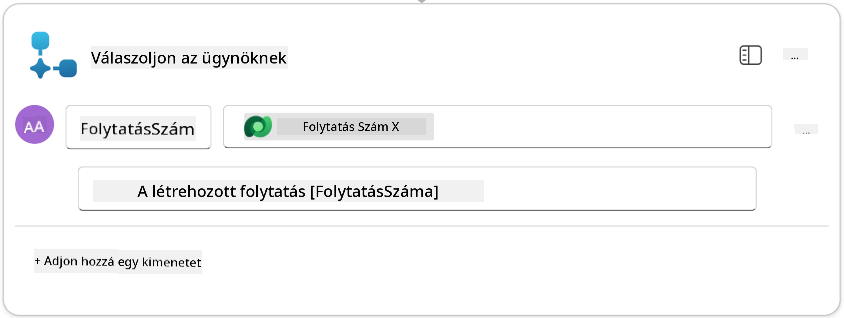 Válaszoljon az ügynöknek
...
AA
FolytatásSzám
Folytatás Szám X
...
A létrehozott folytatás [FolytatásSzáma]
+ Adjon hozzá egy kimenetet